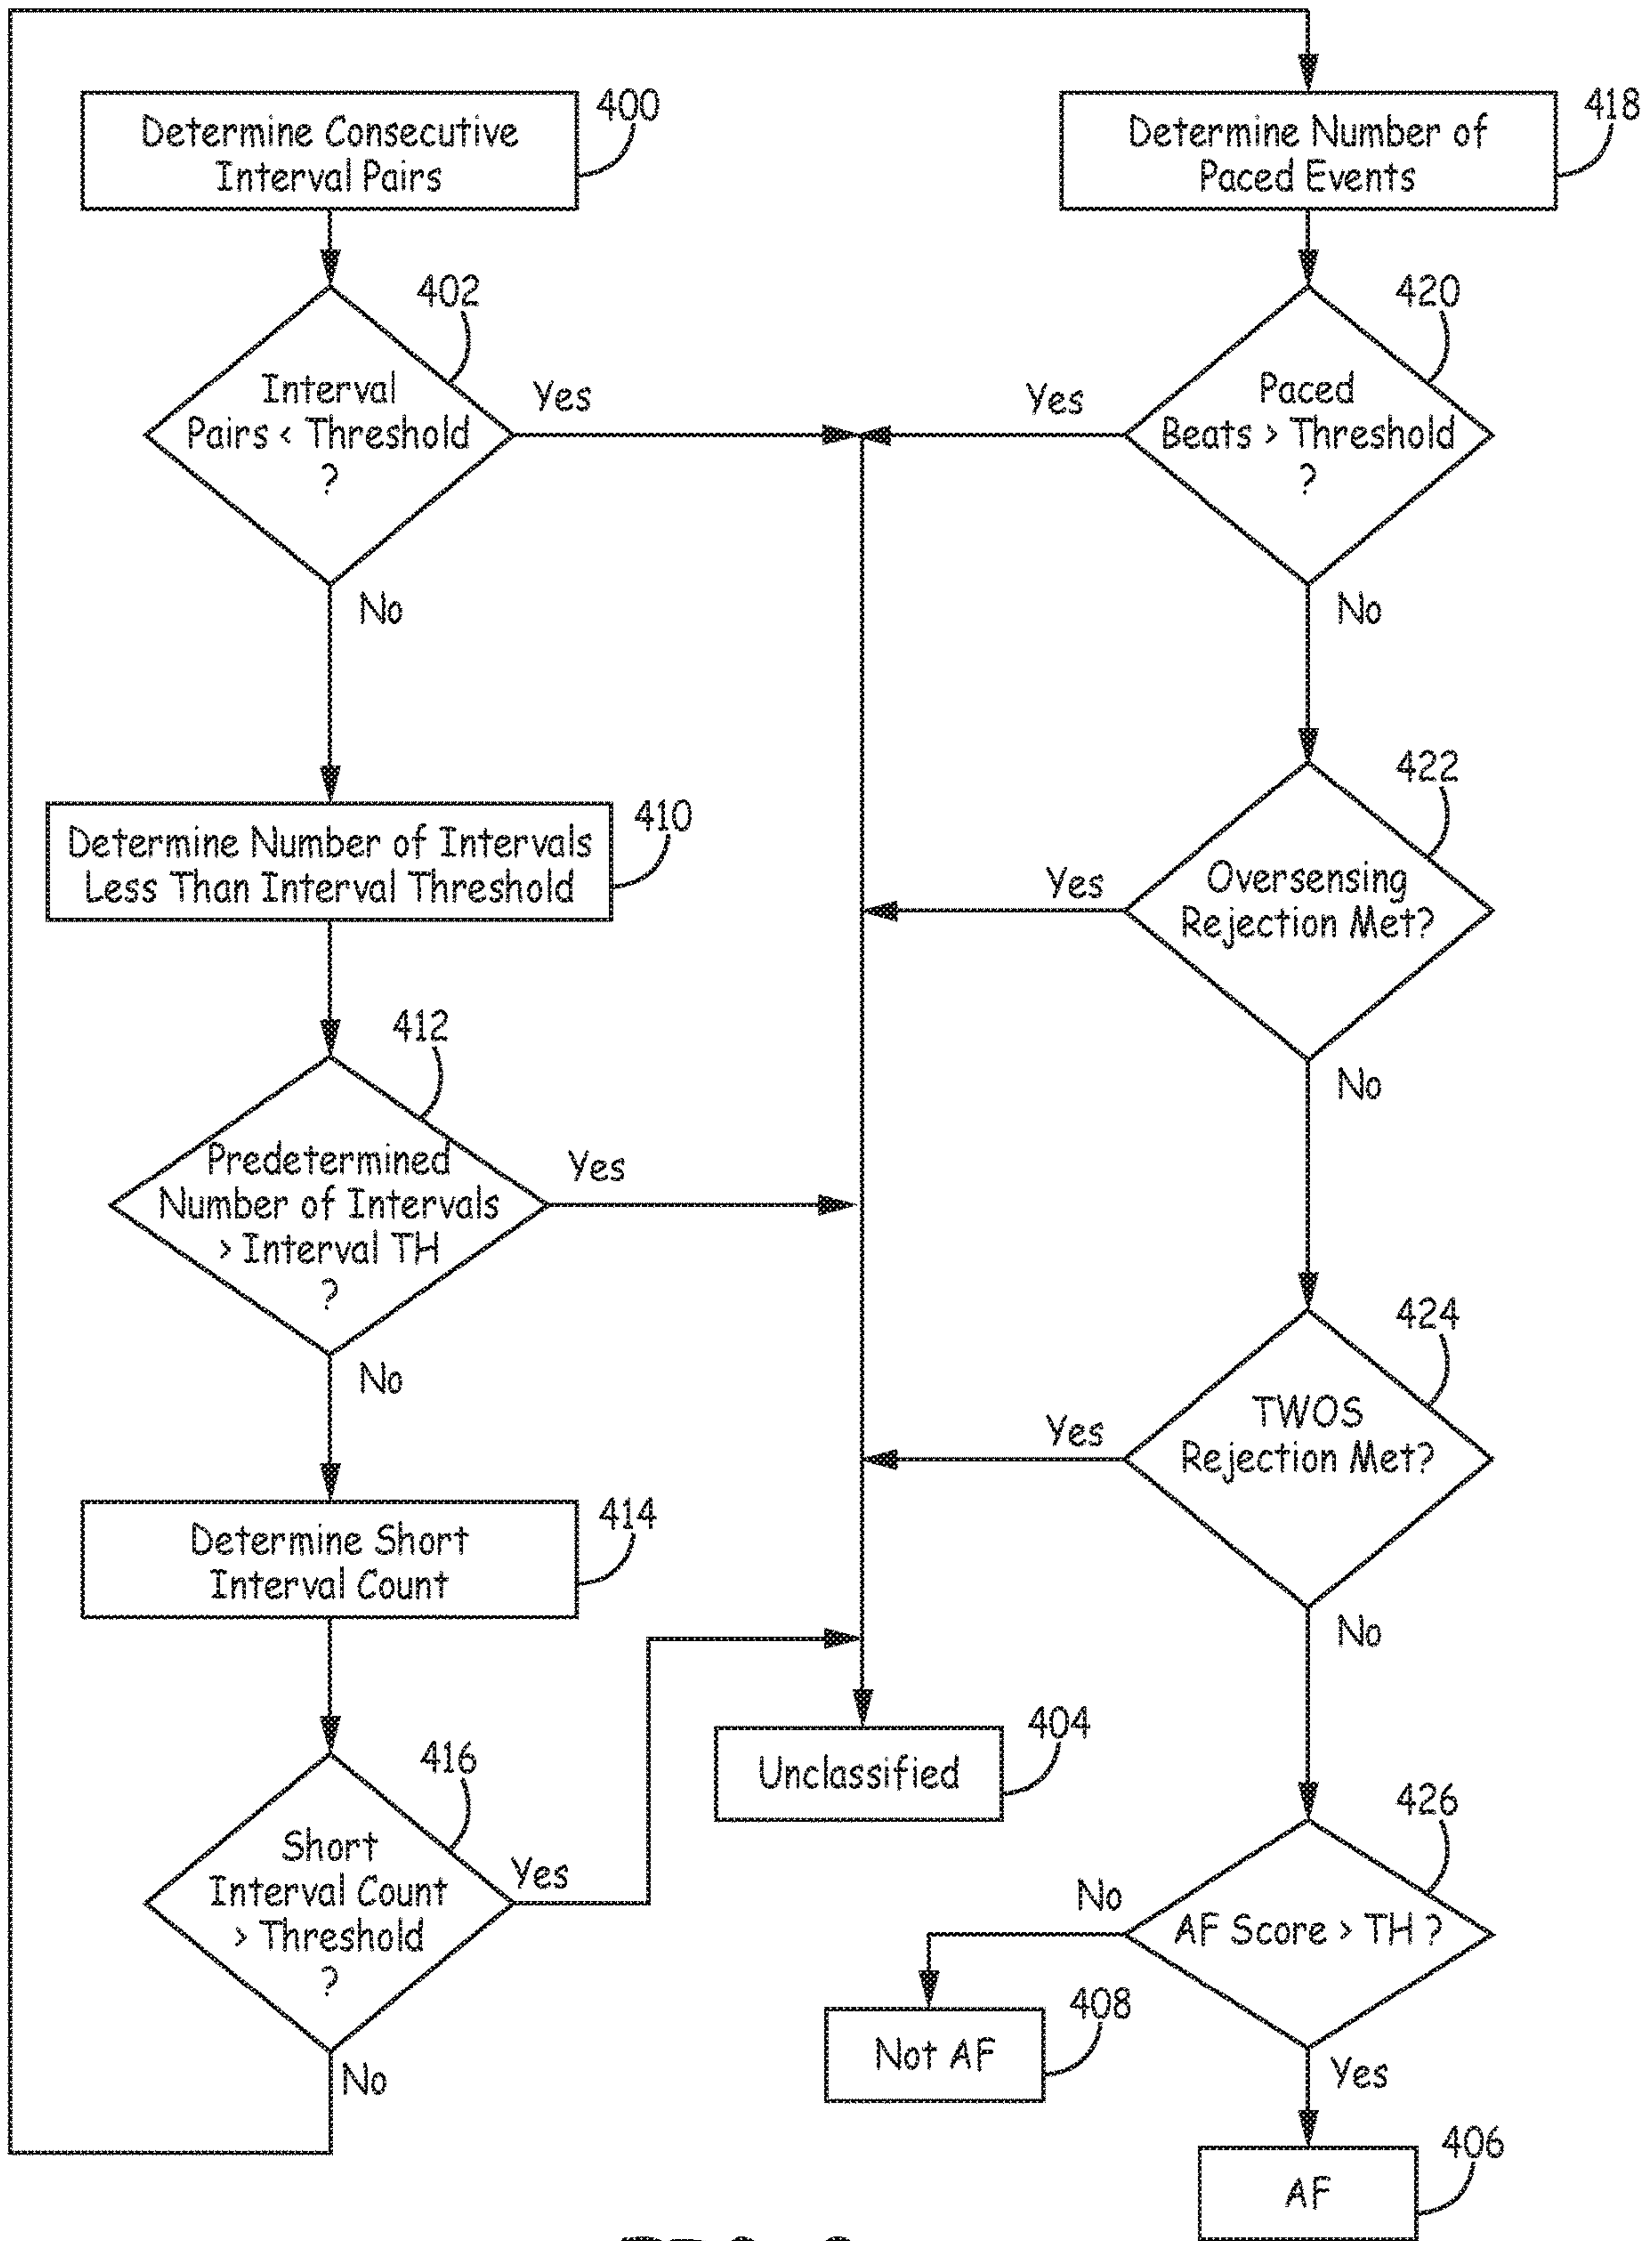 Determine Consecutive
Interval Pairs
400
402
Interval
Pairs < Threshold
?
Yes
No
Determine Number of Intervals
Less Than Interval Threshold
410
412
Predetermined
Number of Intervals
> Interval TH
?
Yes
No
Determine Short
Interval Count
414
416
Short
Interval Count
> Threshold
?
Yes
No
Determine Number of
Paced Events
418
420
Paced
Beats > Threshold
?
Yes
No
422
Oversensing
Rejection Met?
Yes
No
424
TWOS
Rejection Met?
Yes
No
Unclassified
404
426
AF Score > TH ?
No
Yes
Not AF
408
AF
406